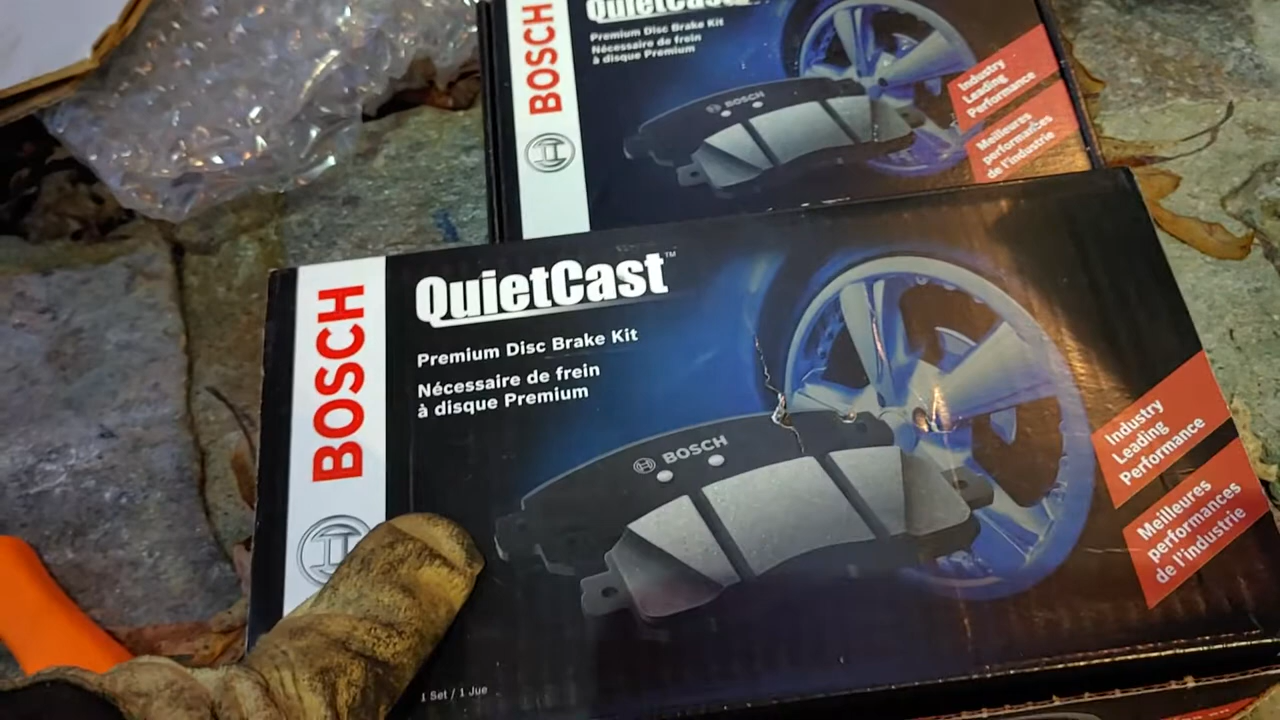 BOSCH
QuietCast
Premium Disc Brake Kit
Nécessaire de frein
à disque Premium
BOSCH
Industry
Leading
Performance
Meilleures
performances
de l'industrie
BOSCH
QuietCast™
Premium Disc Brake Kit
Nécessaire de frein
à disque Premium
BOSCH
Industry
Leading
Performance
Meilleures
performances
de l'industrie
1 Set / 1 Jue